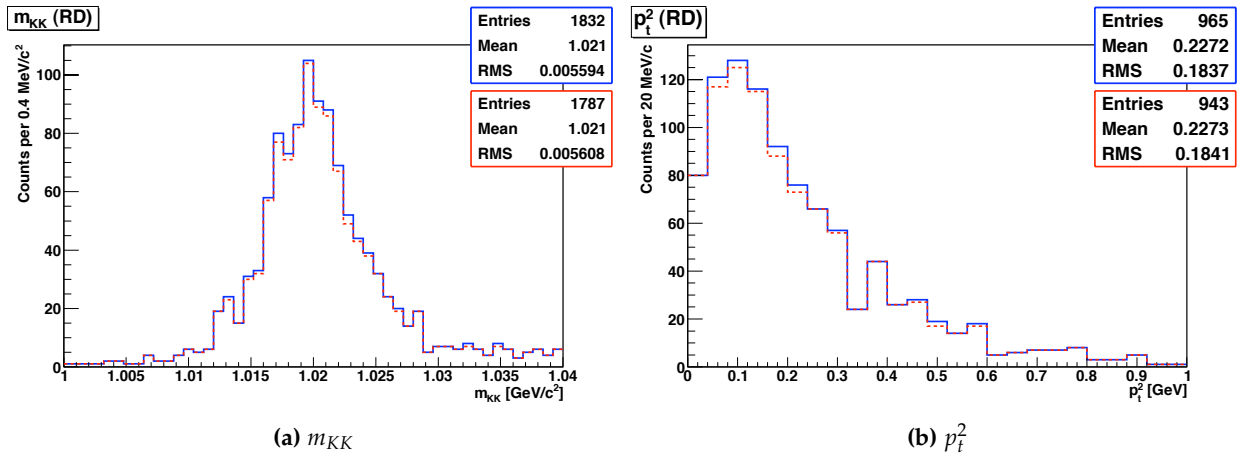 m_KK (RD)
Counts per 0.4 MeV/c²
100
80
60
40
20
0
1 1.005 1.01 1.015 1.02 1.025 1.03 1.035 1.04
m_KK [GeV/c²]
Entries 1832
Mean 1.021
RMS 0.005594
Entries 1787
Mean 1.021
RMS 0.005608
(a) m_KK
p_t² (RD)
Counts per 20 MeV/c
120
100
80
60
40
20
0
0 0.1 0.2 0.3 0.4 0.5 0.6 0.7 0.8 0.9 1
p_t² [GeV]
Entries 965
Mean 0.2272
RMS 0.1837
Entries 943
Mean 0.2273
RMS 0.1841
(b) p_t²